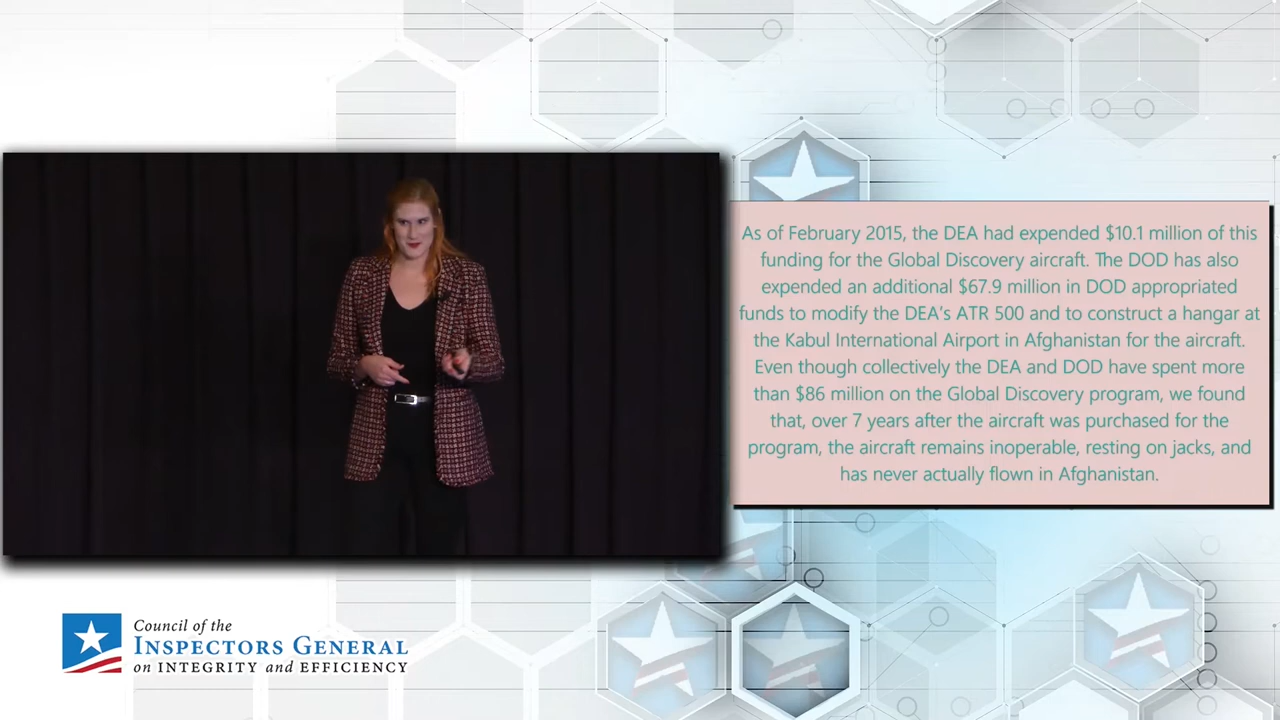 As of February 2015, the DEA had expended $10.1 million of this
funding for the Global Discovery aircraft. The DOD has also
expended an additional $67.9 million in DOD appropriated
funds to modify the DEA's ATR 500 and to construct a hangar at
the Kabul International Airport in Afghanistan for the aircraft.
Even though collectively the DEA and DOD have spent more
than $86 million on the Global Discovery program, we found
that, over 7 years after the aircraft was purchased for the
program, the aircraft remains inoperable, resting on jacks, and
has never actually flown in Afghanistan.
Council of the
INSPECTORS GENERAL
on INTEGRITY and EFFICIENCY